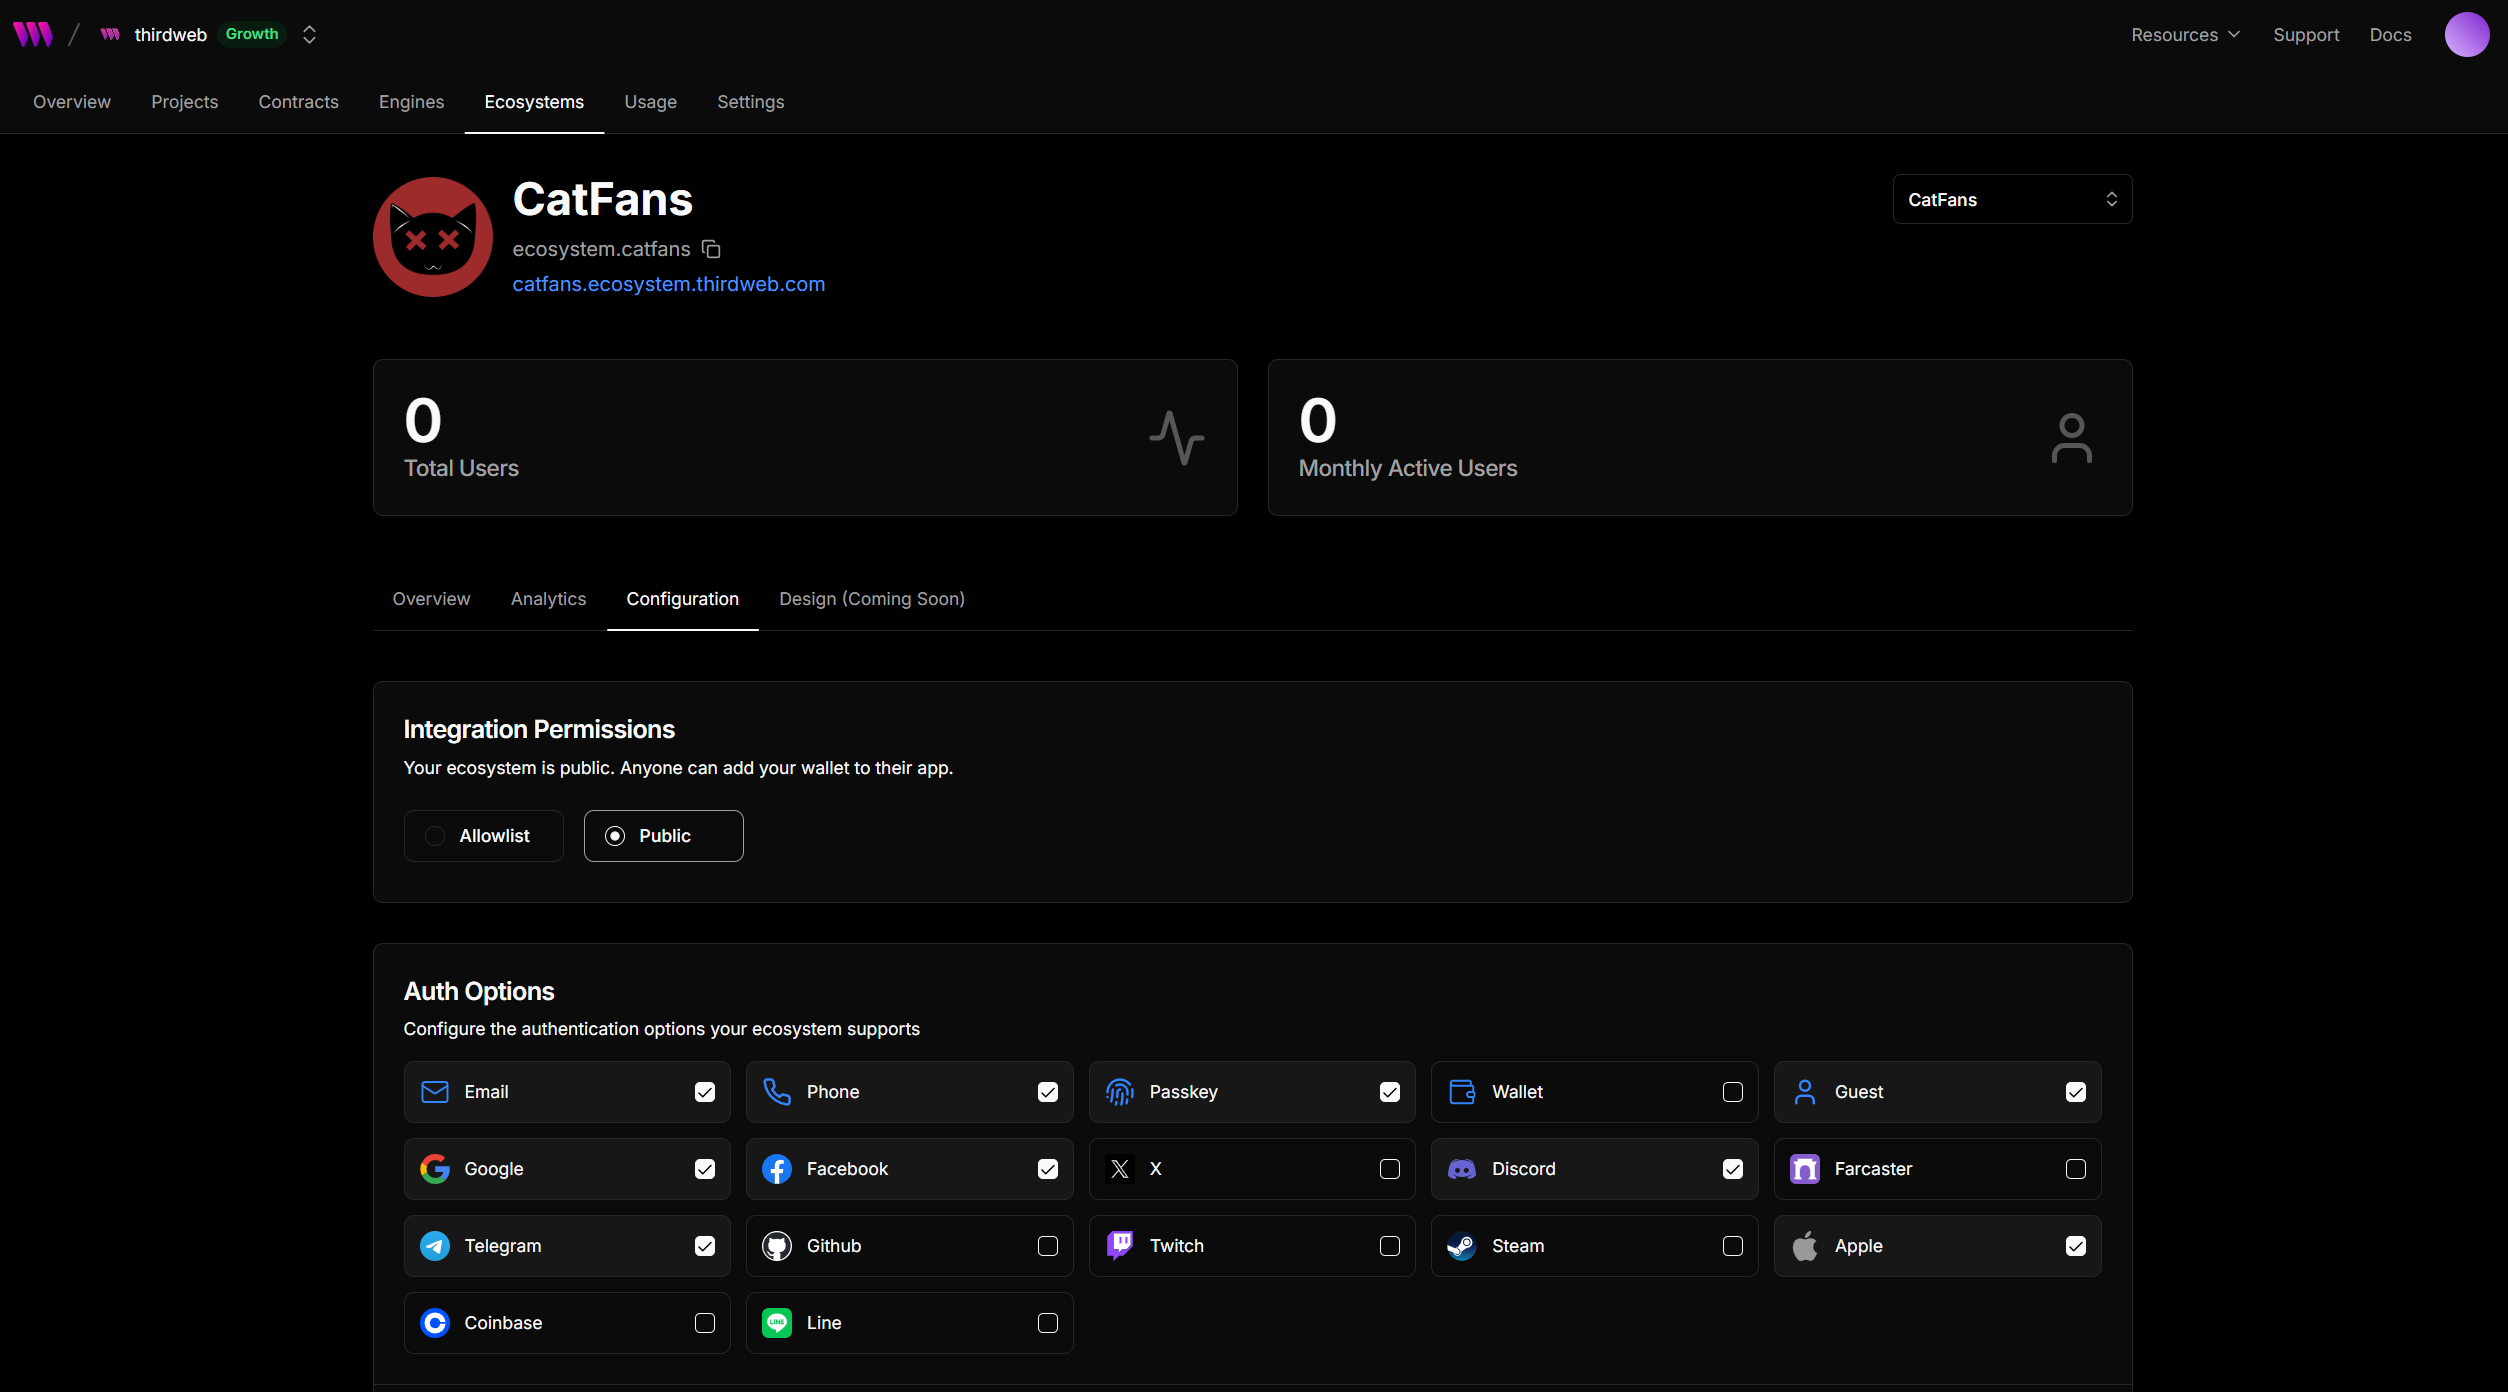 thirdweb Growth
Resources Support Docs
Overview Projects Contracts Engines Ecosystems Usage Settings
CatFans
ecosystem.catfans
catfans.ecosystem.thirdweb.com
CatFans
0
Total Users
0
Monthly Active Users
Overview Analytics Configuration Design (Coming Soon)
Integration Permissions
Your ecosystem is public. Anyone can add your wallet to their app.
Allowlist Public
Auth Options
Configure the authentication options your ecosystem supports
Email Phone Passkey Wallet Guest
Google Facebook X Discord Farcaster
Telegram Github Twitch Steam Apple
Coinbase LINE Line